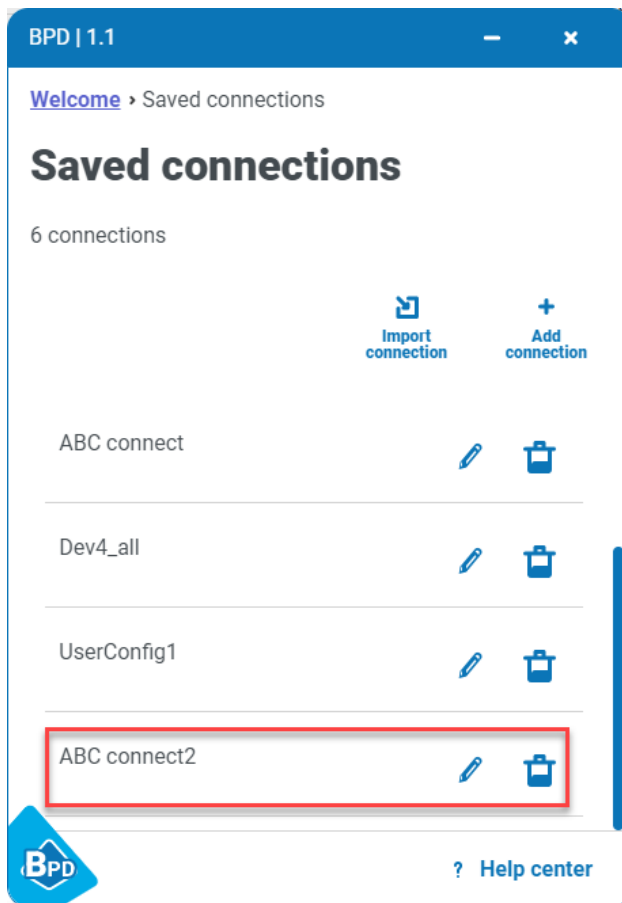 BPD | 1.1
Welcome › Saved connections
Saved connections
6 connections
Import
connection
Add
connection
ABC connect
Dev4_all
UserConfig1
ABC connect2
BPD
? Help center